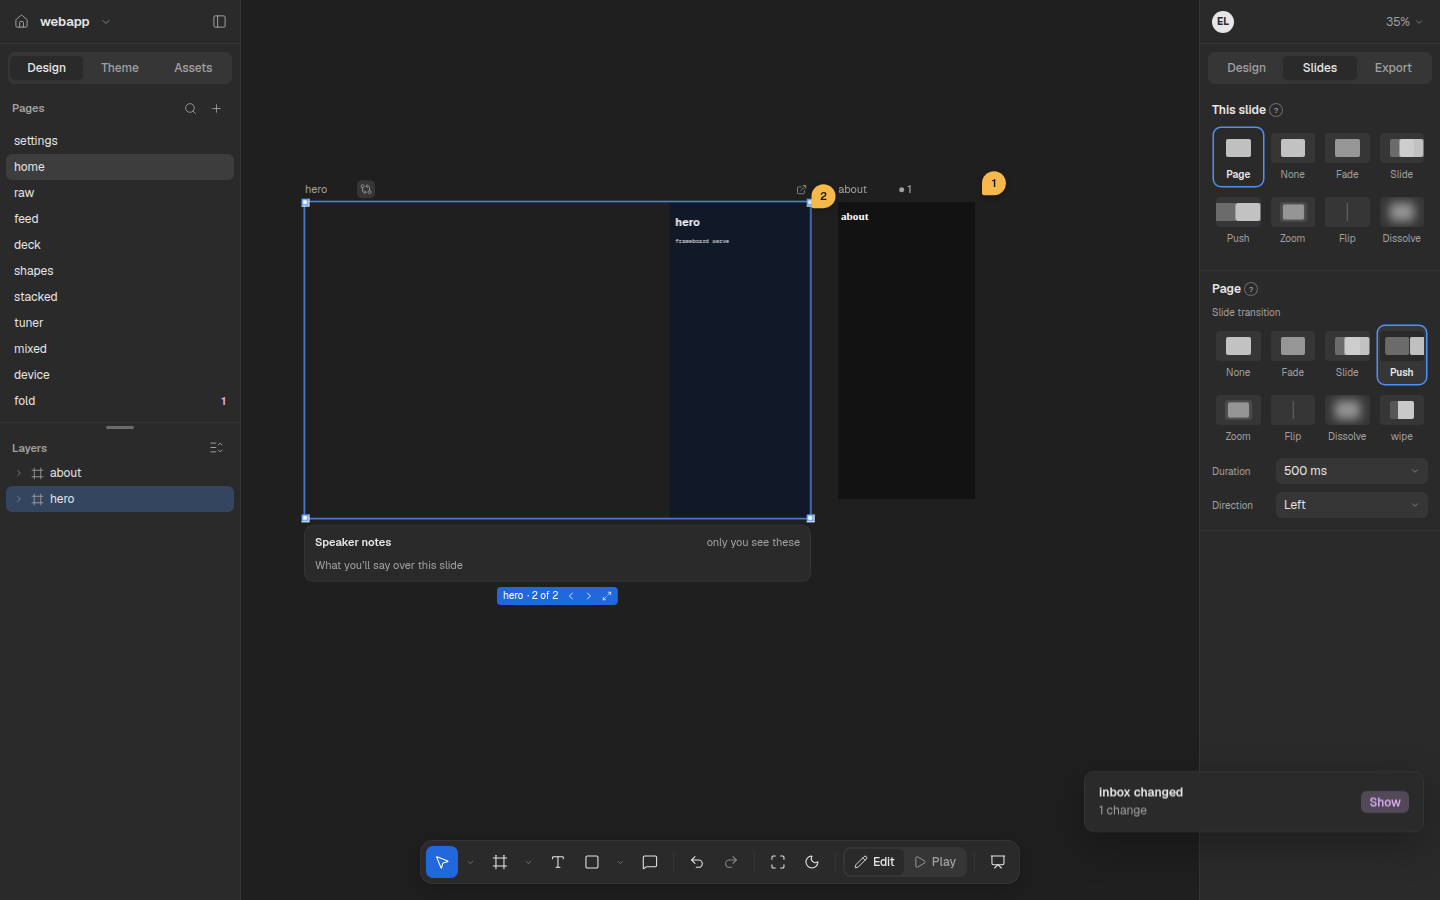 webapp
Design
Theme
Assets
Pages
settings
home
raw
feed
deck
shapes
stacked
tuner
mixed
device
fold
1
Layers
about
hero
hero
2
about
1
1
hero
frameboard serve
about
Speaker notes
only you see these
What you'll say over this slide
hero · 2 of 2
Edit
Play
EL
35%
Design
Slides
Export
This slide
?
Page
None
Fade
Slide
Push
Zoom
Flip
Dissolve
Page
?
Slide transition
None
Fade
Slide
Push
Zoom
Flip
Dissolve
wipe
Duration
500 ms
Direction
Left
inbox changed
1 change
Show